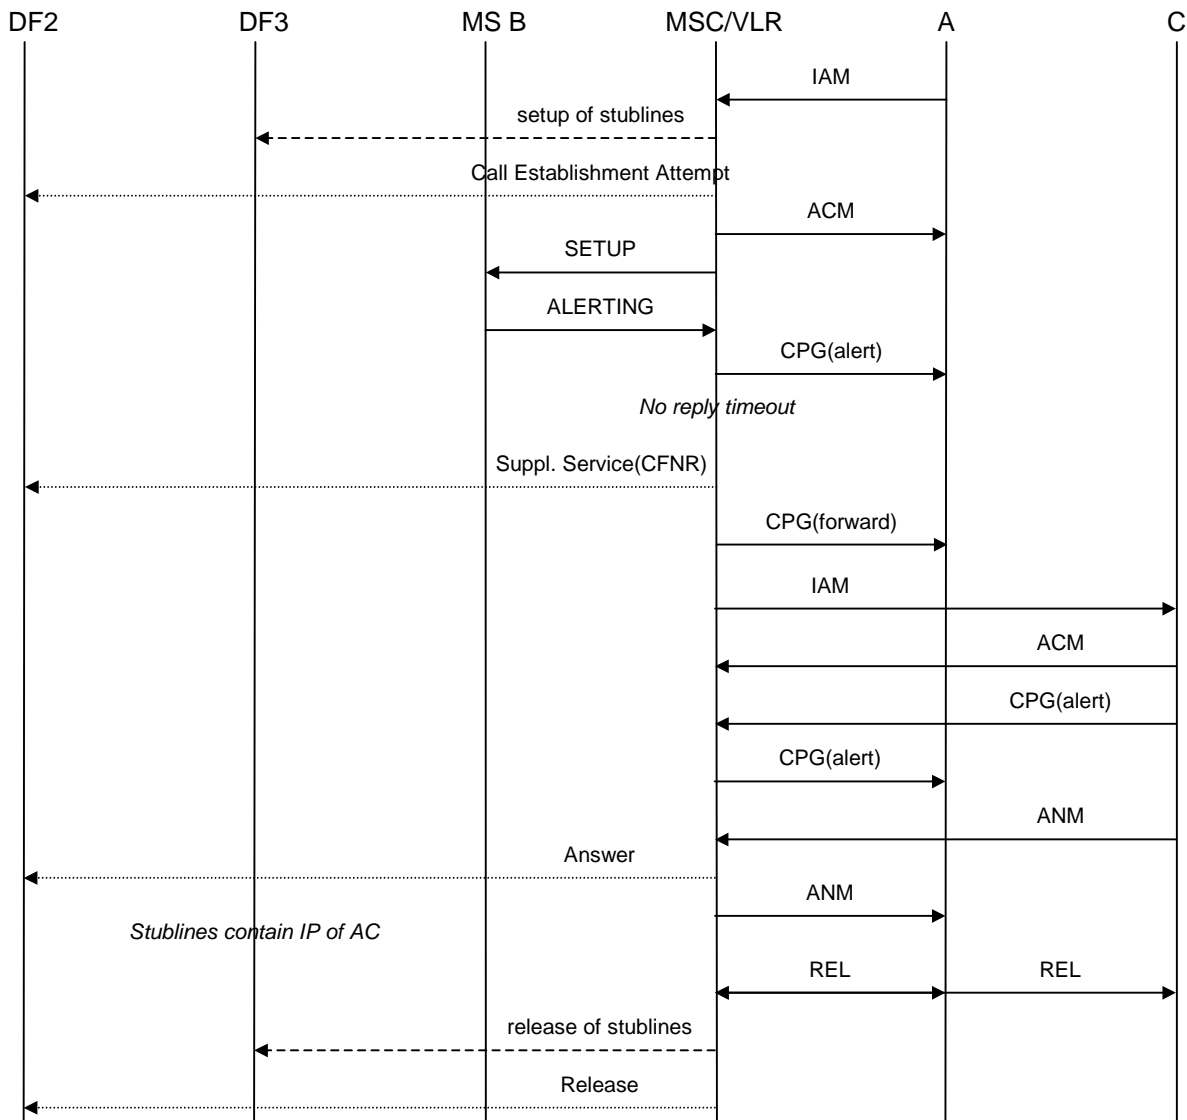 DF2 DF3 MS B MSC/VLR A C
IAM
setup of stublines
Call Establishment Attempt
ACM
SETUP
ALERTING
CPG(alert)
No reply timeout
Suppl. Service(CFNR)
CPG(forward)
IAM
ACM
CPG(alert)
CPG(alert)
ANM
Answer
ANM
Stublines contain IP of AC
REL REL
release of stublines
Release